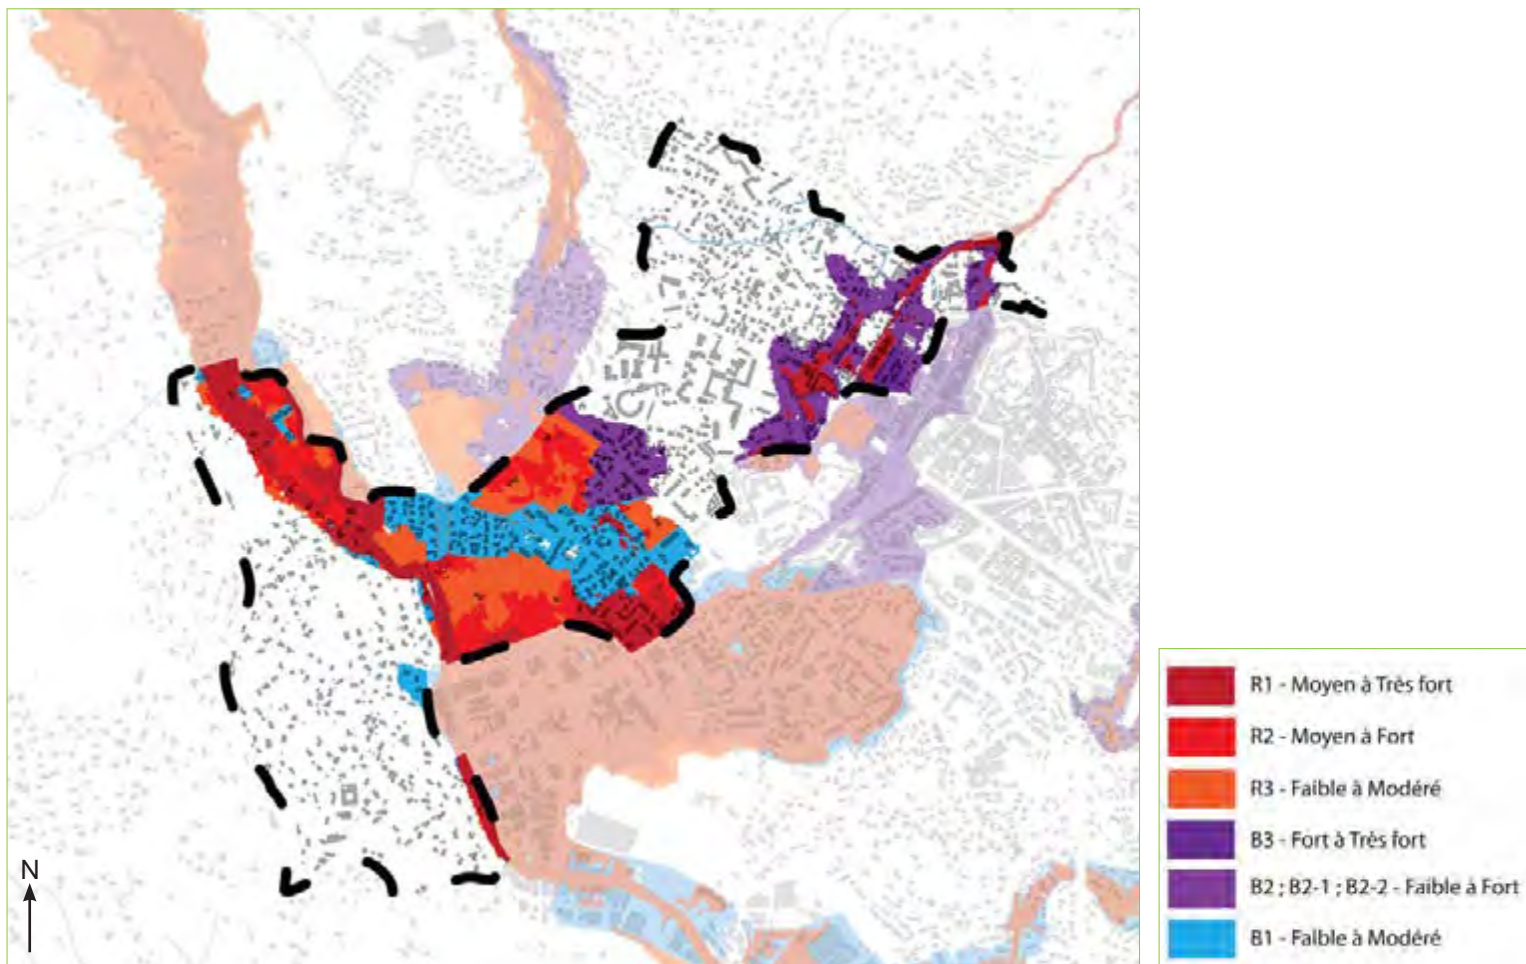 N
R1 - Moyen à Très fort
R2 - Moyen à Fort
R3 - Faible à Modéré
B3 - Fort à Très fort
B2 ; B2-1 ; B2-2 - Faible à Fort
B1 - Faible à Modéré